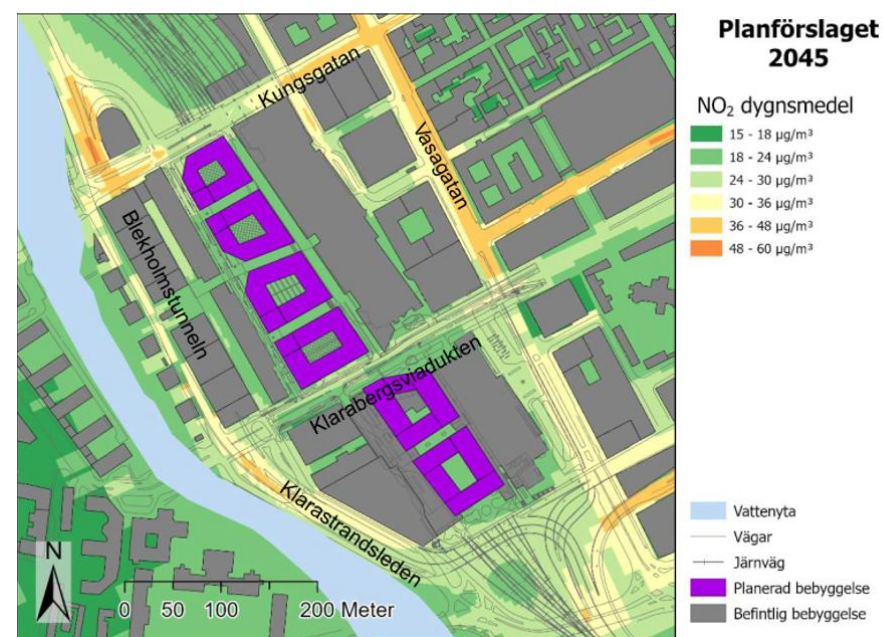 Planförslaget
2045
NO₂ dygnsmedel
15 - 18 µg/m³
18 - 24 µg/m³
24 - 30 µg/m³
30 - 36 µg/m³
36 - 48 µg/m³
48 - 60 µg/m³
Kungsgatan
Vasagatan
Blekholmstunneln
Klarabergsviadukten
Klarastrandsleden
N
0 50 100 200 Meter
Vattenyta
Vägar
Järnväg
Planerad bebyggelse
Befintlig bebyggelse